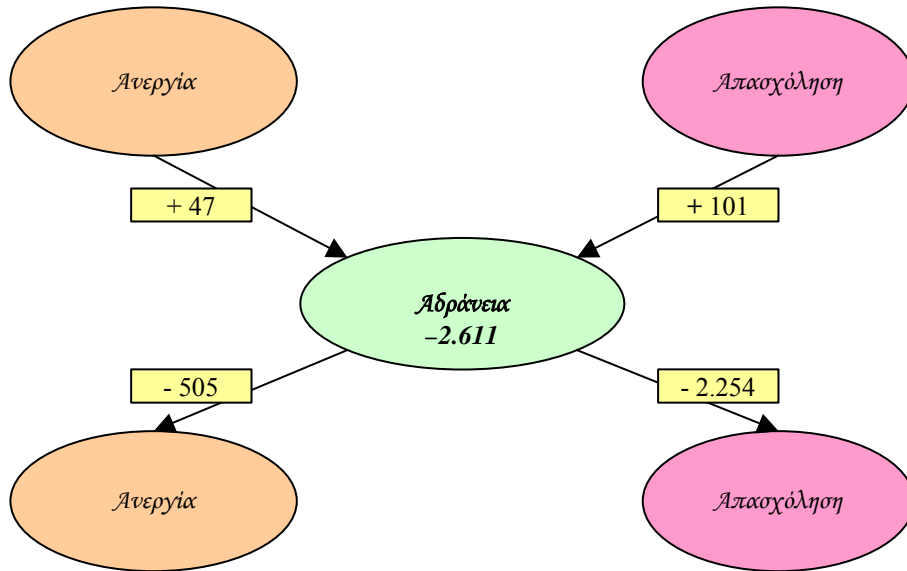 Ανεργία
Απασχόληση
+ 47
+ 101
Αδράνεια
–2.611
- 505
- 2.254
Ανεργία
Απασχόληση